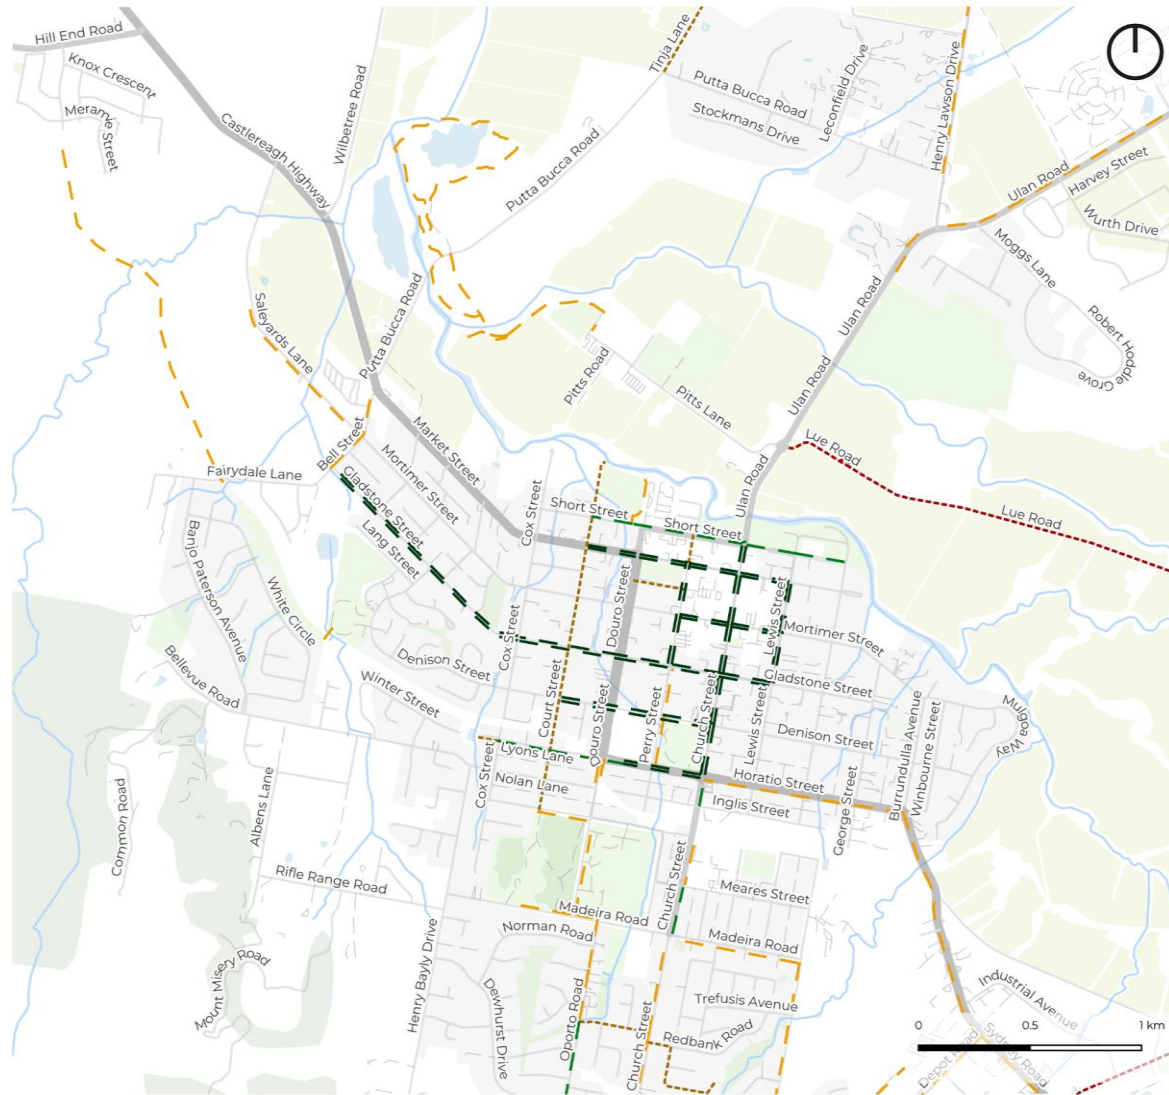 Hill End Road
Knox Crescent
Street
Castlereagh Highway
Wilbetree Road
Tinja Lane
Putta Bucca Road
Stockmans Drive
Leconfield Drive
Henry Lawson Drive
Putta Bucca Road
Ulan Road
Harvey Street
Wurth Drive
Moggs Lane
Robert Hoddle Grove
Saleyards Lane
Putta Bucca Road
Ulan Road
Ulan Road
Pitts Road
Pitts Lane
Market Street
Bell Street
Fairydale Lane
Mortimer Street
Gladstone Street
Lang Street
Cox Street
Short Street
Short Street
Ulan Road
Lue Road
Lue Road
Banjo Paterson Avenue
White Circle
Bellevue Road
Denison Street
Winter Street
Cox Street
Douro Street
Lewis Street
Mortimer Street
Gladstone Street
Court Street
Douro Street
Perry Street
Church Street
Lewis Street
Denison Street
Burrundulla Avenue
Winbourne Street
Mulgoa Way
Lyons Lane
Nolan Lane
Cox Street
Horatio Street
Inglis Street
George Street
Common Road
Albens Lane
Rifle Range Road
Church Street
Meares Street
Madeira Road
Norman Road
Madeira Road
Mount Misery Road
Henry Bayly Drive
Dewhurst Drive
Oporto Road
Church Street
Trefusis Avenue
Redbank Road
Industrial Avenue
Sydney Road
Depot Road
0 0.5 1 km